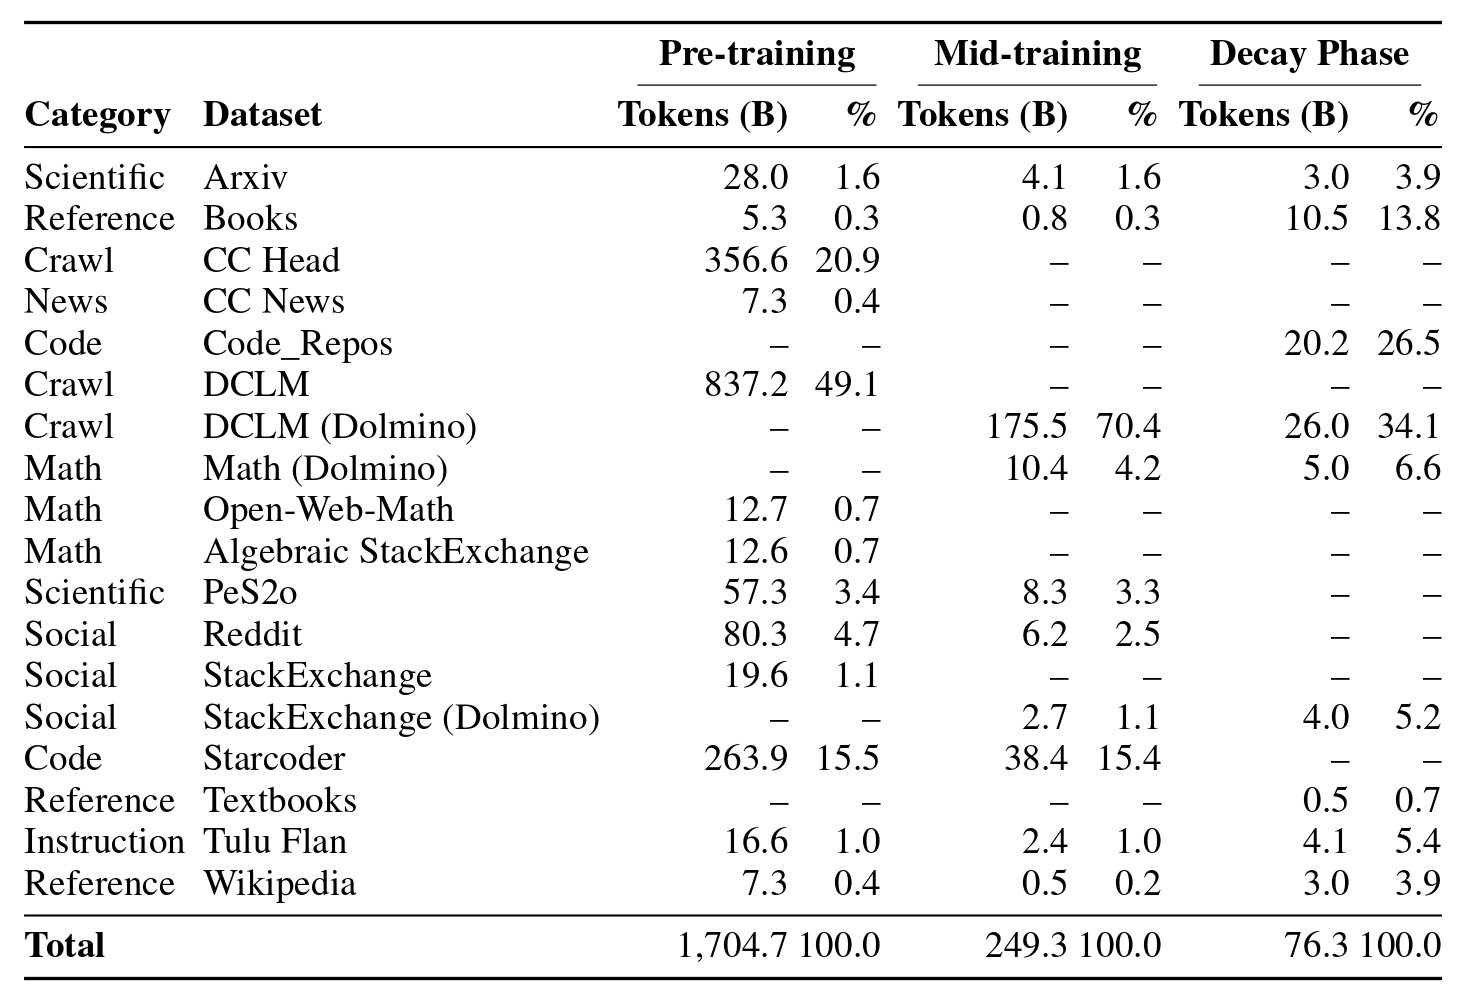 Pre-training Mid-training Decay Phase
Category Dataset Tokens (B) % Tokens (B) % Tokens (B) %
Scientific Arxiv 28.0 1.6 4.1 1.6 3.0 3.9
Reference Books 5.3 0.3 0.8 0.3 10.5 13.8
Crawl CC Head 356.6 20.9 – – – –
News CC News 7.3 0.4 – – – –
Code Code_Repos – – – – 20.2 26.5
Crawl DCLM 837.2 49.1 – – – –
Crawl DCLM (Dolmino) – – 175.5 70.4 26.0 34.1
Math Math (Dolmino) – – 10.4 4.2 5.0 6.6
Math Open-Web-Math 12.7 0.7 – – – –
Math Algebraic StackExchange 12.6 0.7 – – – –
Scientific PeS2o 57.3 3.4 8.3 3.3 – –
Social Reddit 80.3 4.7 6.2 2.5 – –
Social StackExchange 19.6 1.1 – – – –
Social StackExchange (Dolmino) – – 2.7 1.1 4.0 5.2
Code Starcoder 263.9 15.5 38.4 15.4 – –
Reference Textbooks – – – – 0.5 0.7
Instruction Tulu Flan 16.6 1.0 2.4 1.0 4.1 5.4
Reference Wikipedia 7.3 0.4 0.5 0.2 3.0 3.9
Total 1,704.7 100.0 249.3 100.0 76.3 100.0